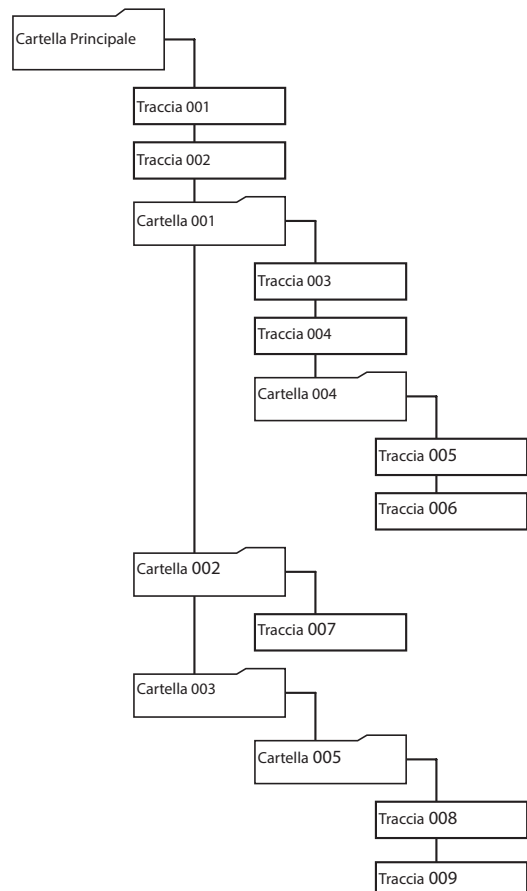 Cartella Principale
Traccia 001
Traccia 002
Cartella 001
Traccia 003
Traccia 004
Cartella 004
Traccia 005
Traccia 006
Cartella 002
Traccia 007
Cartella 003
Cartella 005
Traccia 008
Traccia 009